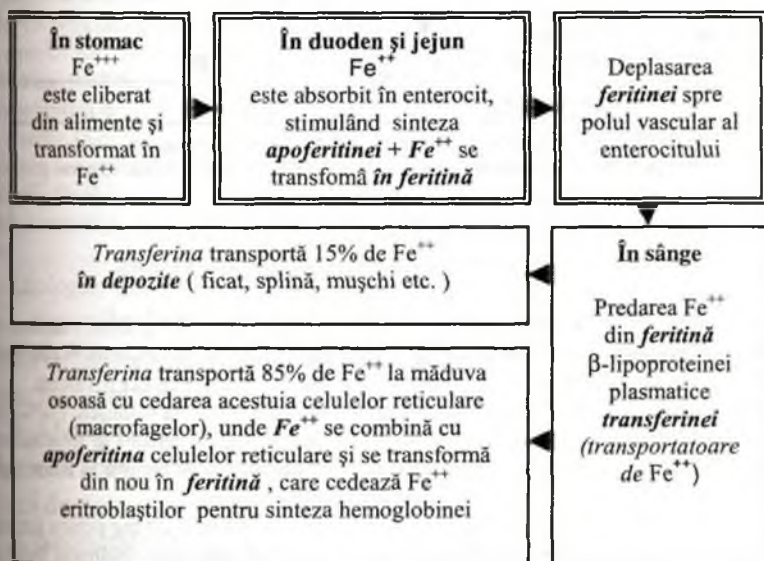 În stomac
Fe⁺⁺⁺
este eliberat
din alimente şi
transformat în
Fe⁺⁺
În duoden şi jejun
Fe⁺⁺
este absorbit în enterocit,
stimulând sinteza
apoferitinei + Fe⁺⁺ se
transfomâ în feritină
Deplasarea
feritinei spre
polul vascular al
enterocitului
Transferina transportă 15% de Fe⁺⁺
în depozite ( ficat, splină, muşchi etc. )
În sânge
Predarea Fe⁺⁺
din feritină
β-lipoproteinei
plasmatice
transferinei
(transportatoare
de Fe⁺⁺)
Transferina transportă 85% de Fe⁺⁺ la măduva
osoasă cu cedarea acestuia celulelor reticulare
(macrofagelor), unde Fe⁺⁺ se combină cu
apoferitina celulelor reticulare şi se transformă
din nou în feritină , care cedează Fe⁺⁺
eritroblaştilor pentru sinteza hemoglobinei